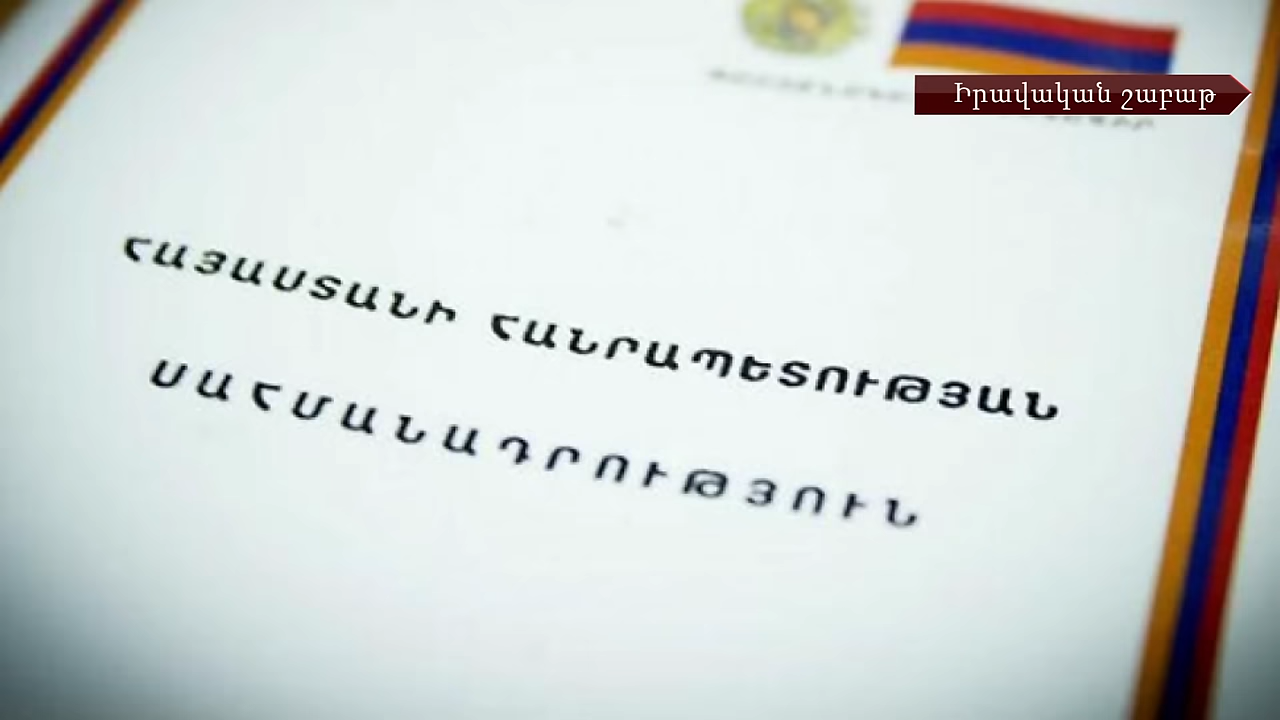 Իրավական շաբաթ
ՀԱՅԱՍՏԱՆԻ ՀԱՆՐԱՊԵՏՈՒԹՅԱՆ
ՍԱՀՄԱՆԱԴՐՈՒԹՅՈՒՆ